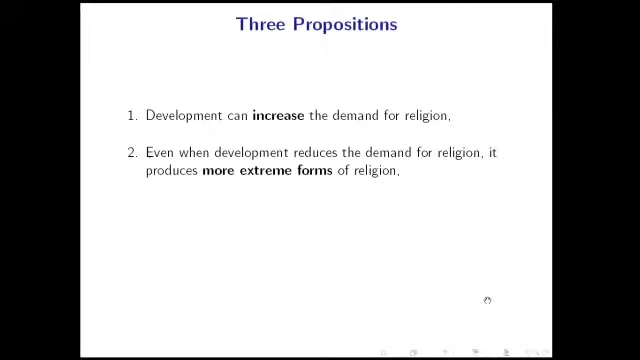 Three Propositions
1. Development can increase the demand for religion,
2. Even when development reduces the demand for religion, it
produces more extreme forms of religion,